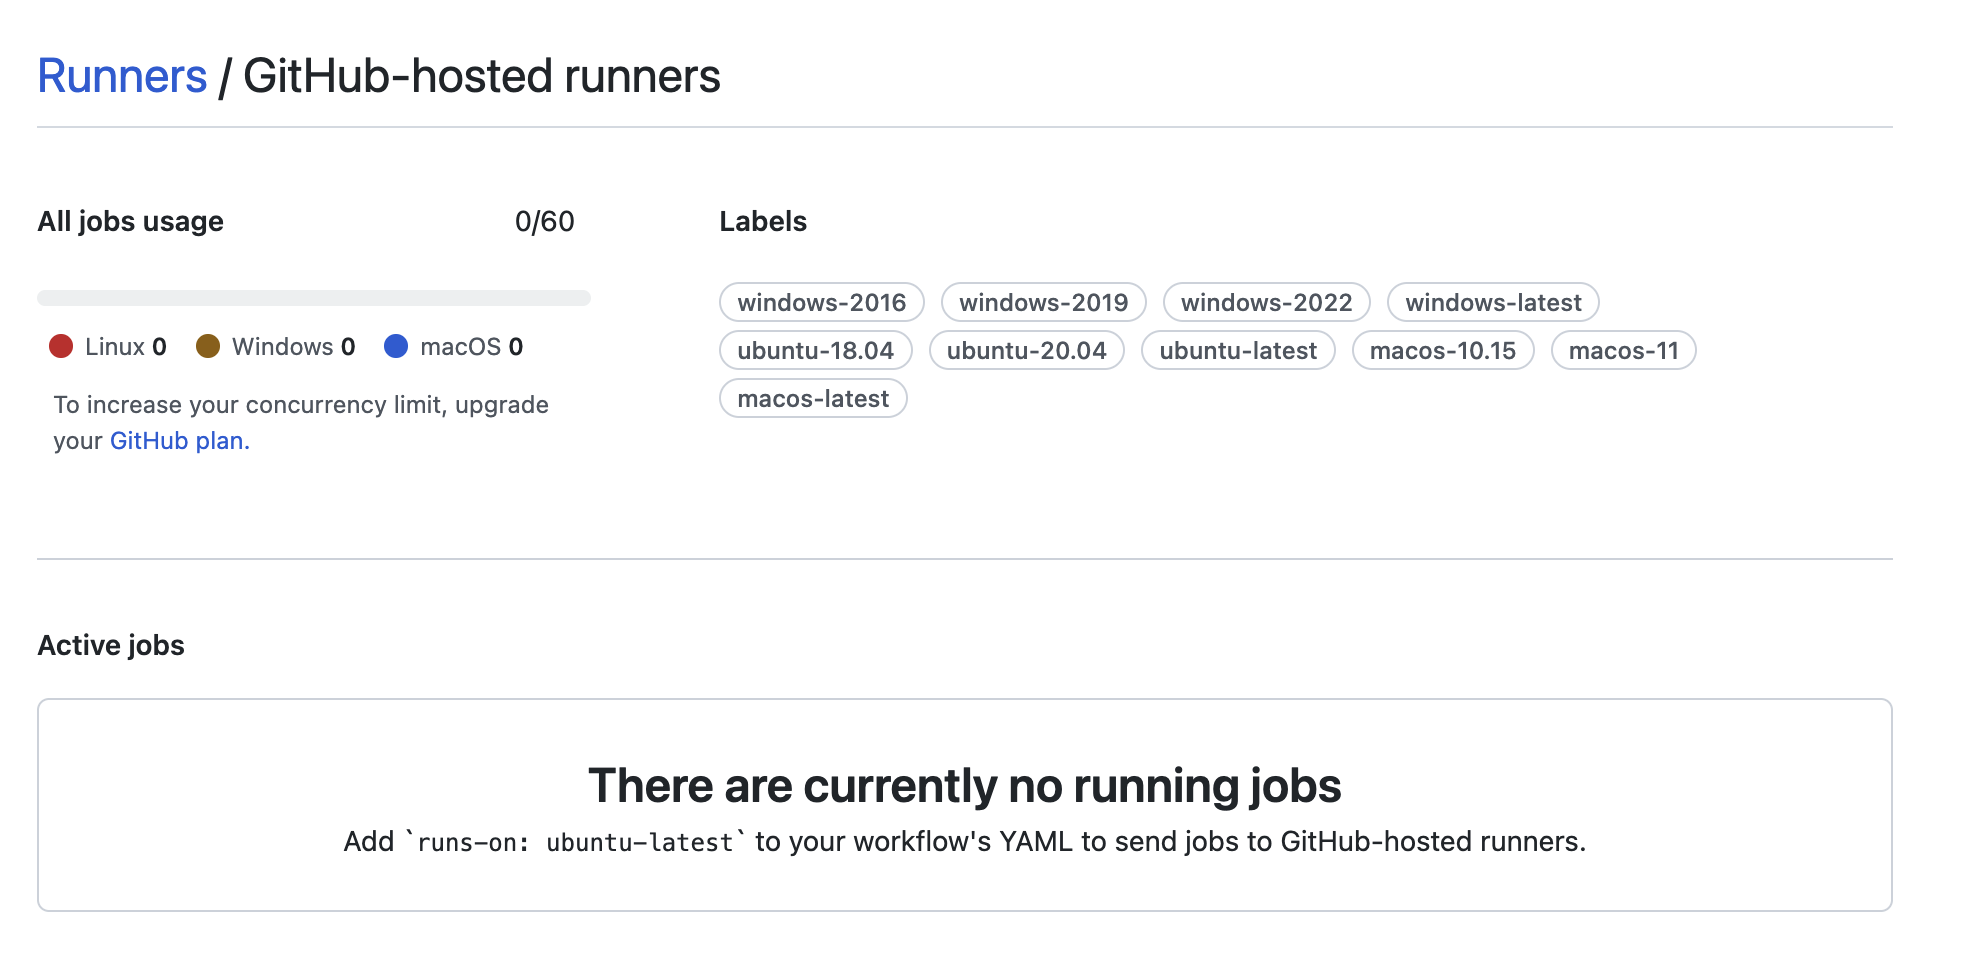 Runners / GitHub-hosted runners
All jobs usage 0/60
Linux 0 Windows 0 macOS 0
To increase your concurrency limit, upgrade
your GitHub plan.
Labels
windows-2016 windows-2019 windows-2022 windows-latest
ubuntu-18.04 ubuntu-20.04 ubuntu-latest macos-10.15 macos-11
macos-latest
Active jobs
There are currently no running jobs
Add `runs-on: ubuntu-latest` to your workflow's YAML to send jobs to GitHub-hosted runners.